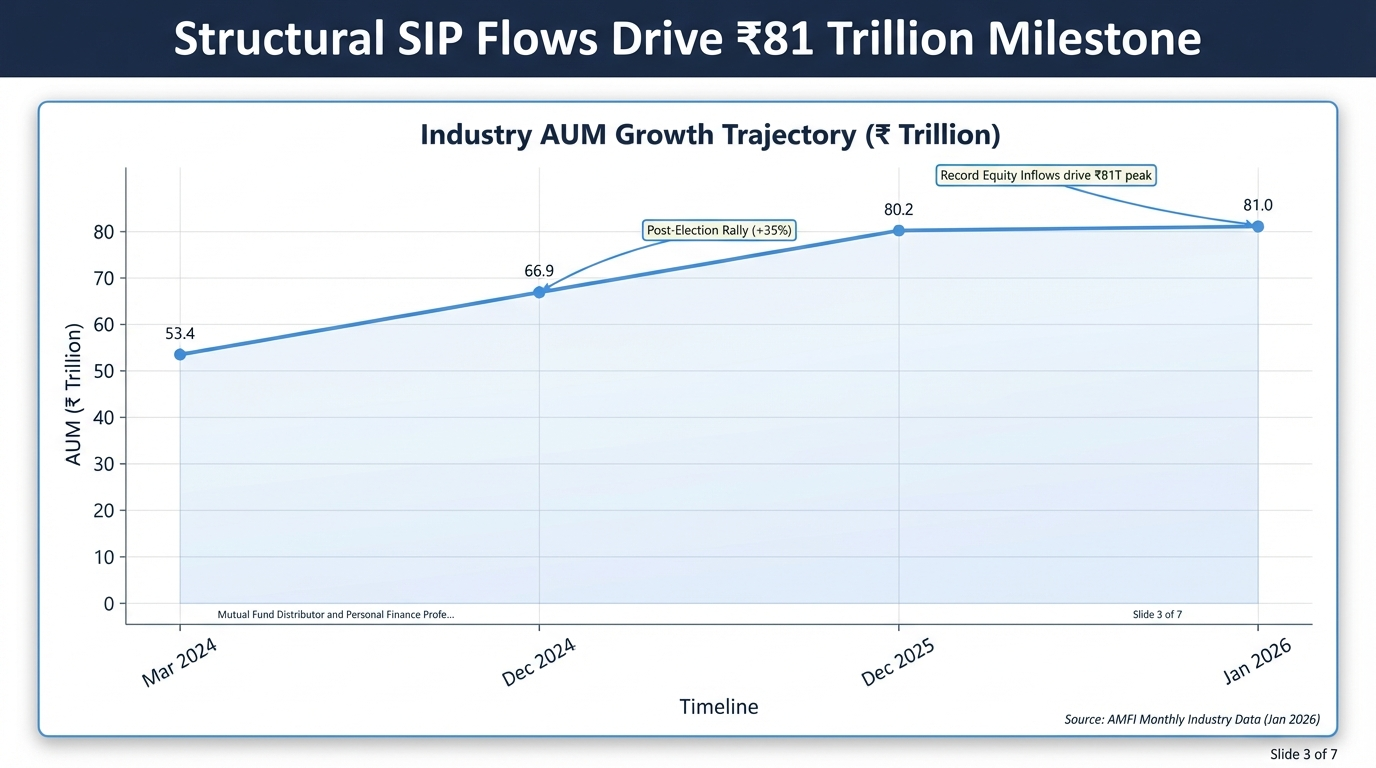 Structural SIP Flows Drive ₹81 Trillion Milestone
Industry AUM Growth Trajectory (₹ Trillion)
Record Equity Inflows drive ₹81T peak
Post-Election Rally (+35%)
53.4
66.9
80.2
81.0
AUM (₹ Trillion)
80
70
60
50
40
30
20
10
0
Mutual Fund Distributor and Personal Finance Profe...
Slide 3 of 7
Mar 2024
Dec 2024
Dec 2025
Jan 2026
Timeline
Source: AMFI Monthly Industry Data (Jan 2026)
Slide 3 of 7